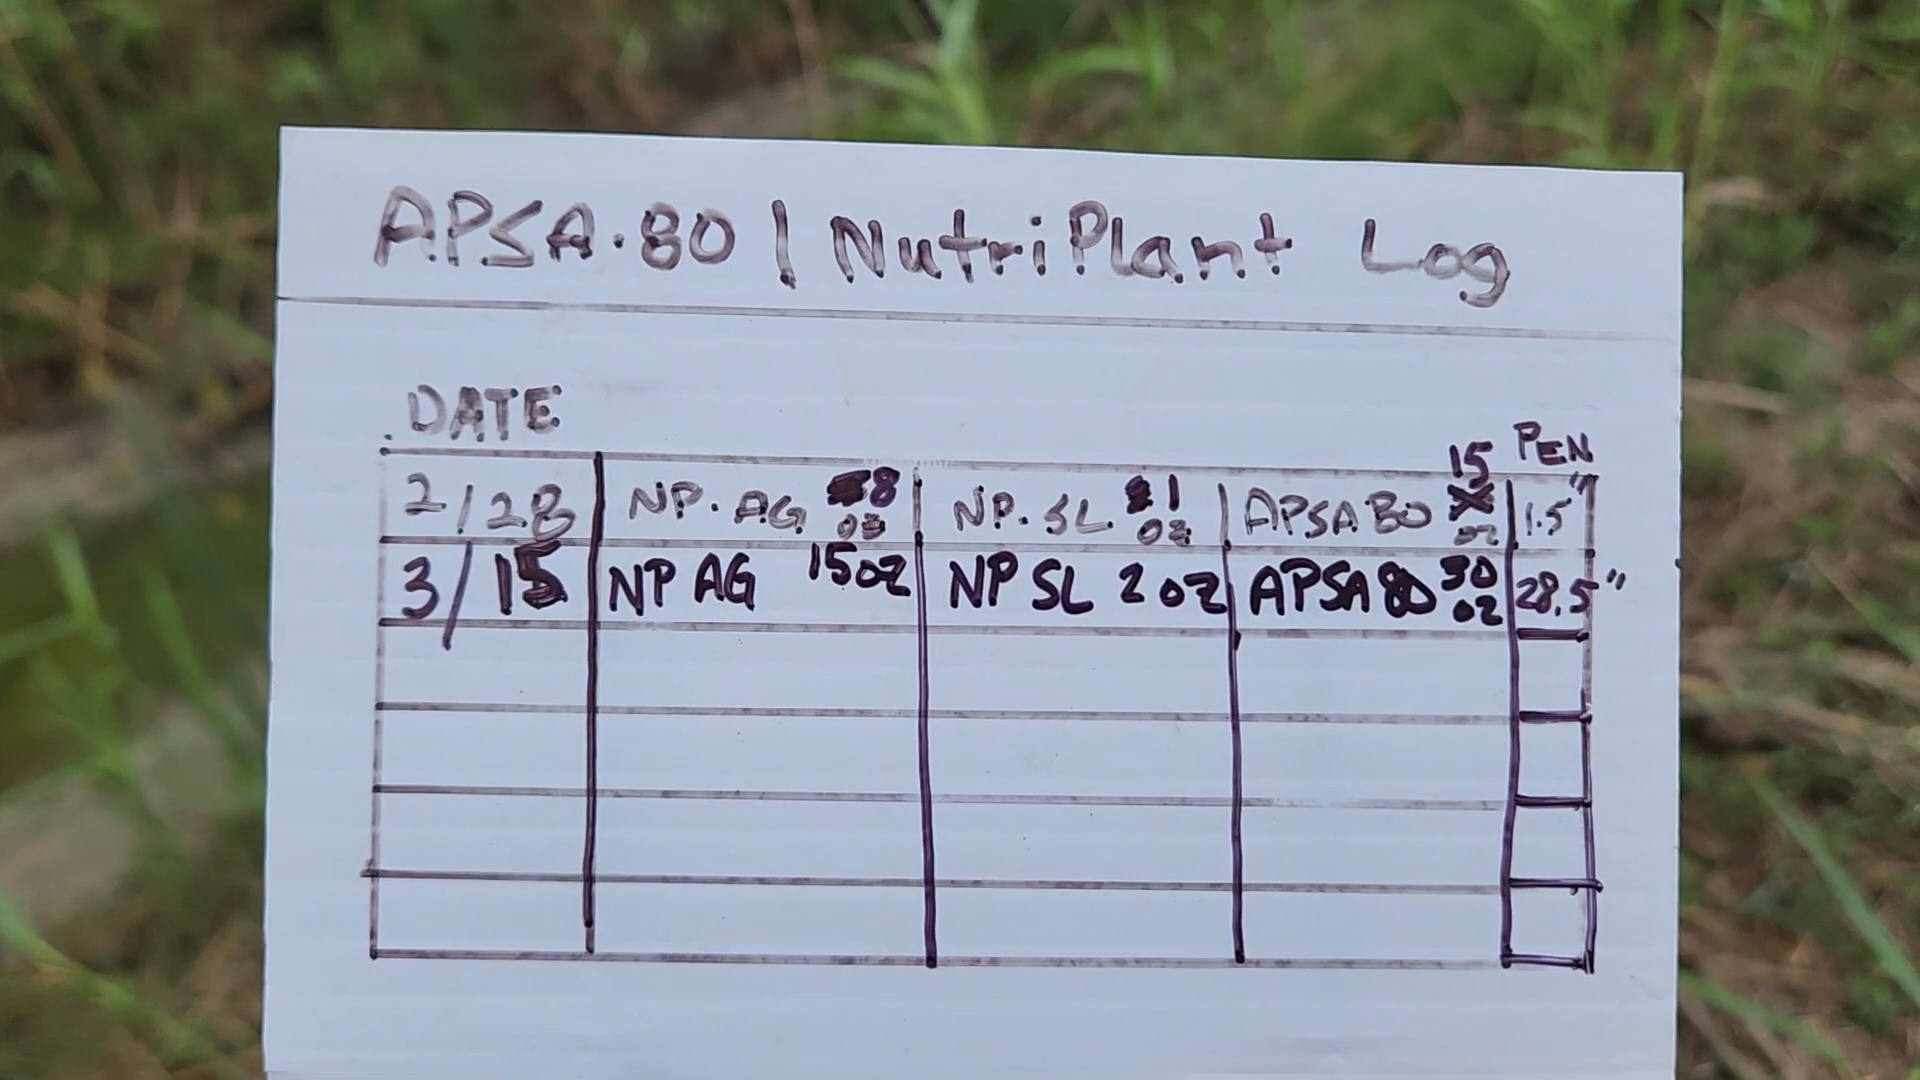 APSA.80 | NutriPlant Log
DATE
PEN
2/28 NP. AG 8 oz NP. SL 1 oz APSA 80 15 oz 1.5"
3/15 NP AG 15oz NP SL 2 oz APSA 80 30 oz 28.5"